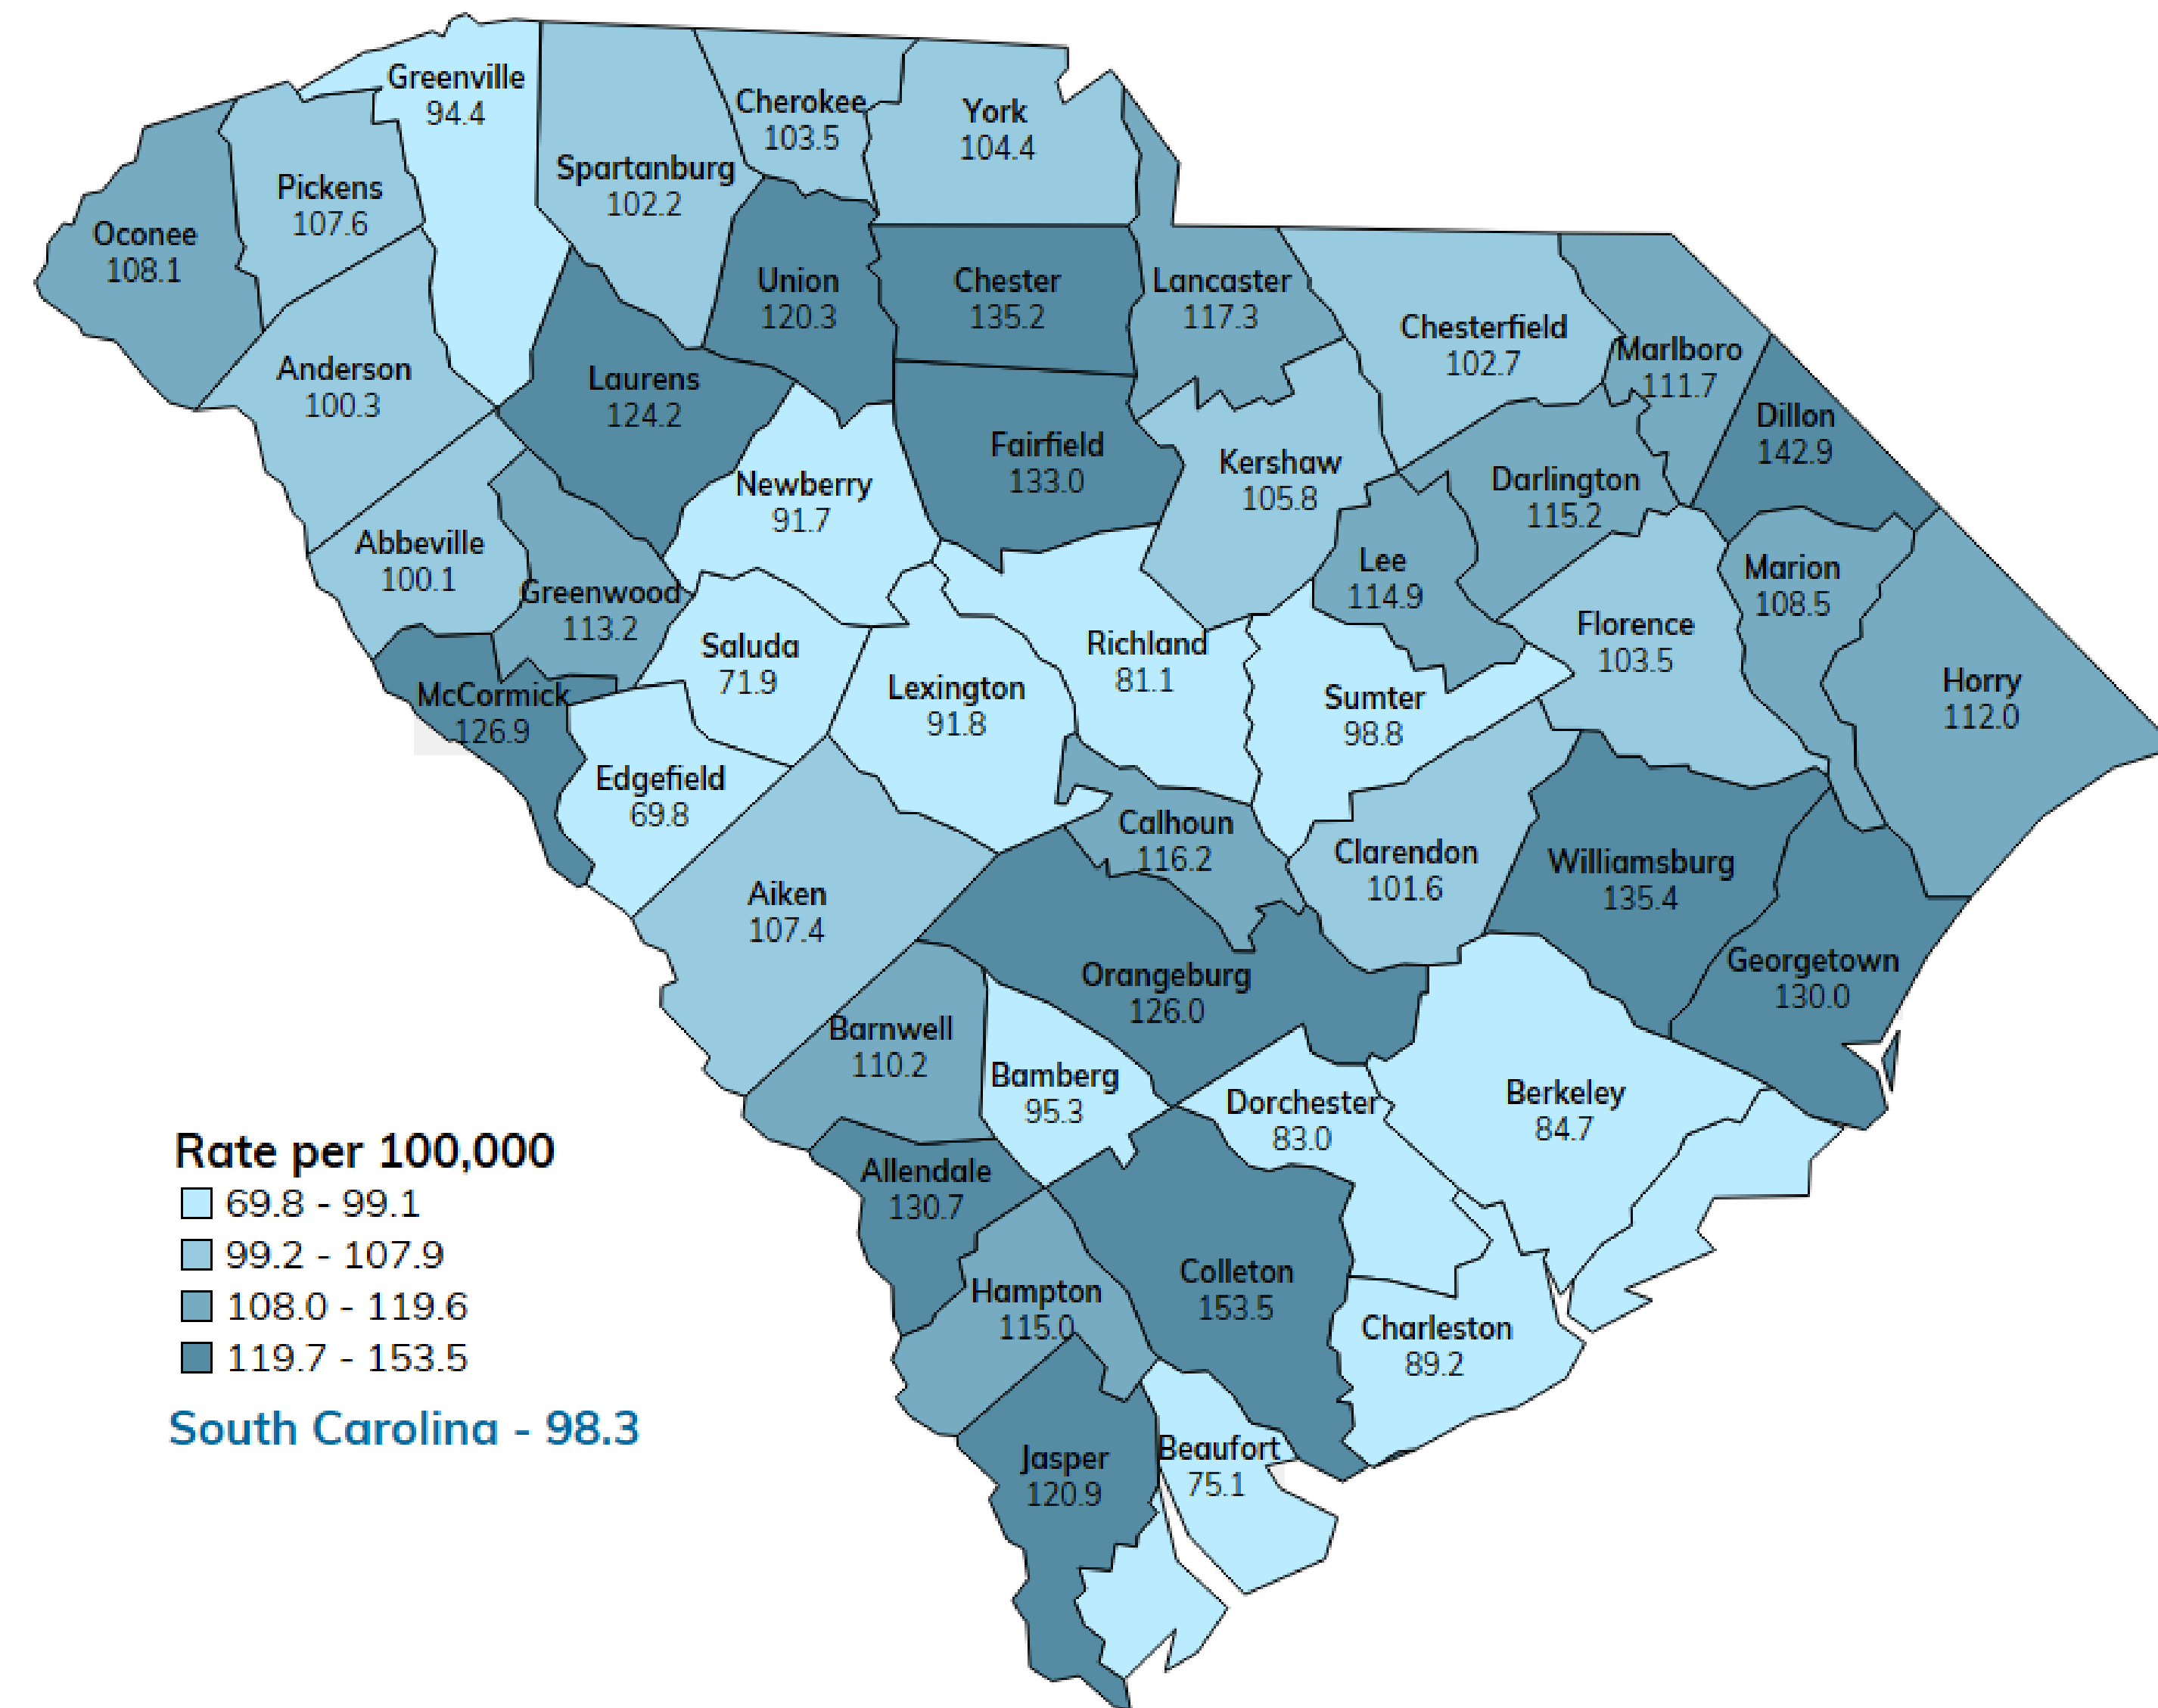 Greenville
94.4
Cherokee
103.5
York
104.4
Spartanburg
102.2
Pickens
107.6
Oconee
108.1
Union
120.3
Chester
135.2
Lancaster
117.3
Chesterfield
102.7
Marlboro
111.7
Anderson
100.3
Laurens
124.2
Dillon
142.9
Fairfield
133.0
Kershaw
105.8
Darlington
115.2
Newberry
91.7
Abbeville
100.1
Lee
114.9
Marion
108.5
Greenwood
113.2
Florence
103.5
Saluda
71.9
Richland
81.1
Horry
112.0
McCormick
126.9
Lexington
91.8
Sumter
98.8
Edgefield
69.8
Calhoun
116.2
Clarendon
101.6
Williamsburg
135.4
Aiken
107.4
Georgetown
130.0
Orangeburg
126.0
Barnwell
110.2
Bamberg
95.3
Dorchester
83.0
Berkeley
84.7
Allendale
130.7
Colleton
153.5
Hampton
115.0
Charleston
89.2
Beaufort
75.1
Jasper
120.9
Rate per 100,000
69.8 - 99.1
99.2 - 107.9
108.0 - 119.6
119.7 - 153.5
South Carolina - 98.3